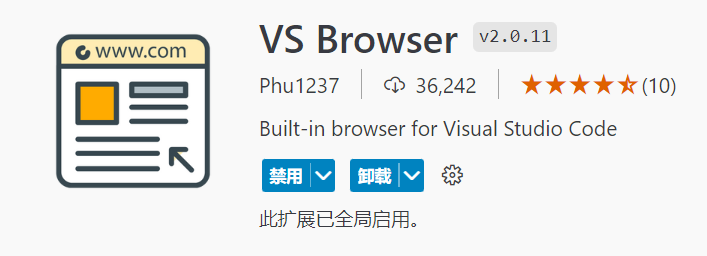 www.com
VS Browser v2.0.11
Phu1237 36,242 (10)
Built-in browser for Visual Studio Code
禁用 卸载
此扩展已全局启用。